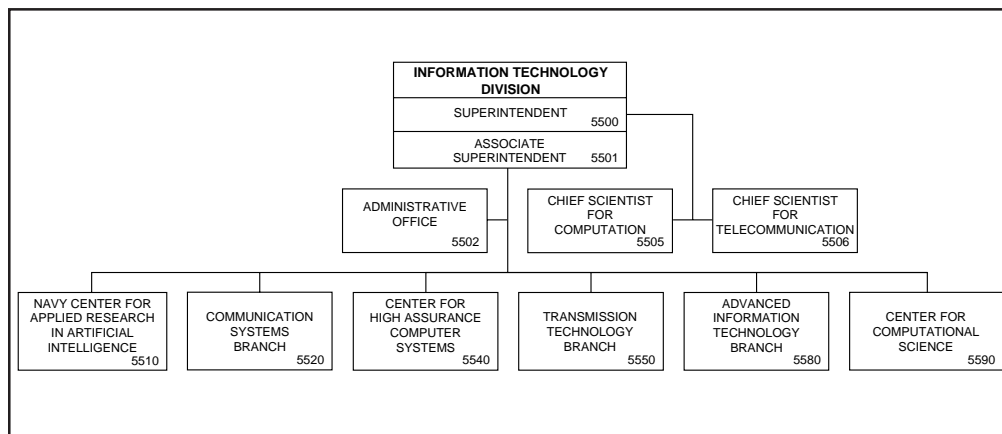 INFORMATION TECHNOLOGY
DIVISION
SUPERINTENDENT
5500
ASSOCIATE
SUPERINTENDENT
5501
ADMINISTRATIVE
OFFICE
5502
CHIEF SCIENTIST
FOR
COMPUTATION
5505
CHIEF SCIENTIST
FOR
TELECOMMUNICATION
5506
NAVY CENTER FOR
APPLIED RESEARCH
IN ARTIFICIAL
INTELLIGENCE
5510
COMMUNICATION
SYSTEMS
BRANCH
5520
CENTER FOR
HIGH ASSURANCE
COMPUTER
SYSTEMS
5540
TRANSMISSION
TECHNOLOGY
BRANCH
5550
ADVANCED
INFORMATION
TECHNOLOGY
BRANCH
5580
CENTER FOR
COMPUTATIONAL
SCIENCE
5590